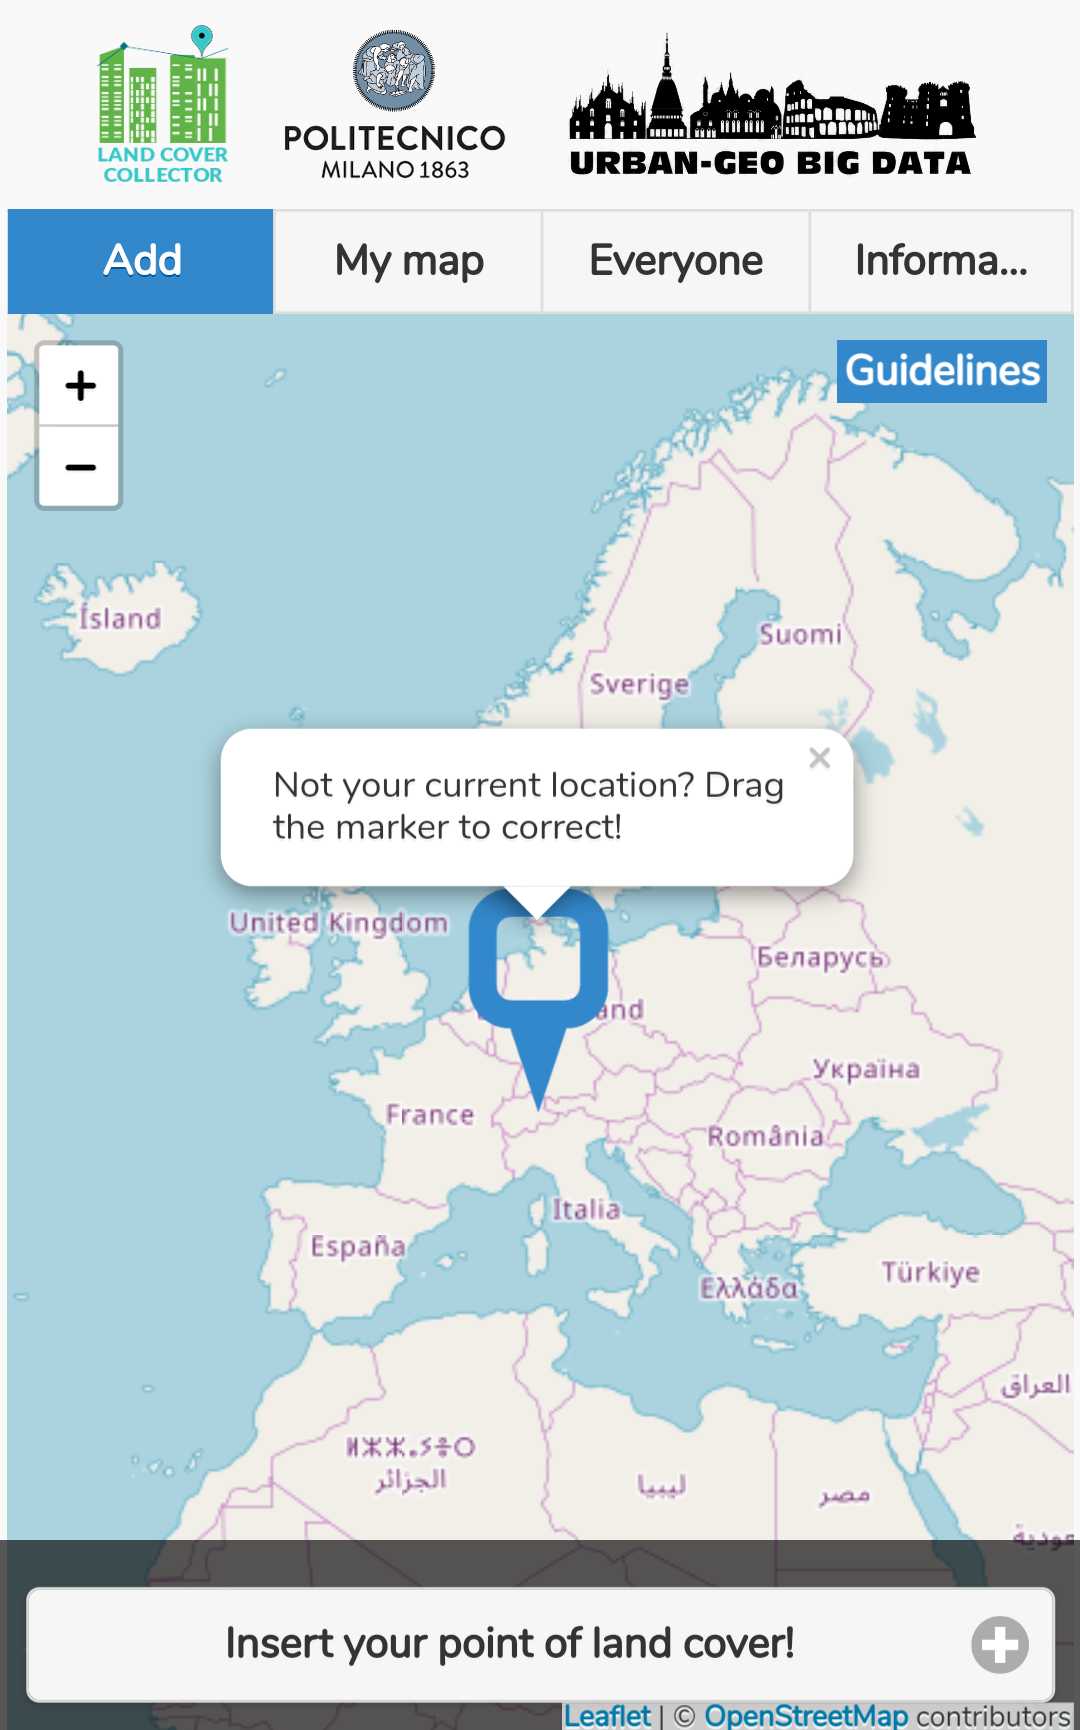 LAND COVER
COLLECTOR
POLITECNICO
MILANO 1863
URBAN-GEO BIG DATA
Add
My map
Everyone
Informa...
+
Guidelines
−
Ísland
Suomi
Sverige
Not your current location? Drag
the marker to correct!
×
United Kingdom
Беларусь
and
Україна
France
România
Italia
España
Türkiye
Ελλάδα
العراق
ⵍⵣⵣⴰⵢⴻⵔ
الجزائر
ليبيا
مصر
Insert your point of land cover!
Leaflet | © OpenStreetMap contributors